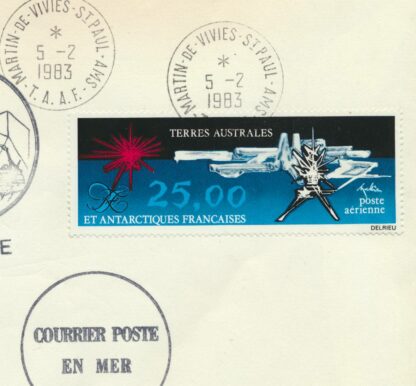 MARTIN-DE-VIVIES-ST.PAUL-AMS
*
5 -2
1983
T.A.A.F.
MARTIN-DE-VIVIES-ST.PAUL-AMS
*
5 -2
1983
TERRES AUSTRALES
25,00
ET ANTARCTIQUES FRANCAISES
poste
aérienne
DELRIEU
E
COURRIER POSTE
EN MER